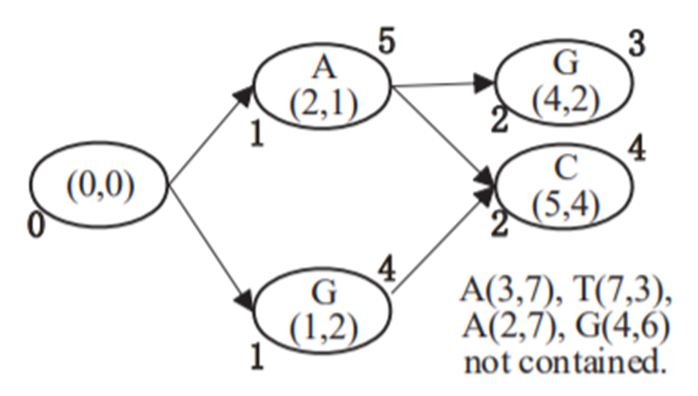 5
A
(2,1)
1
3
G
(4,2)
2
(0,0)
0
4
C
(5,4)
2
4
G
(1,2)
1
A(3,7), T(7,3),
A(2,7), G(4,6)
not contained.